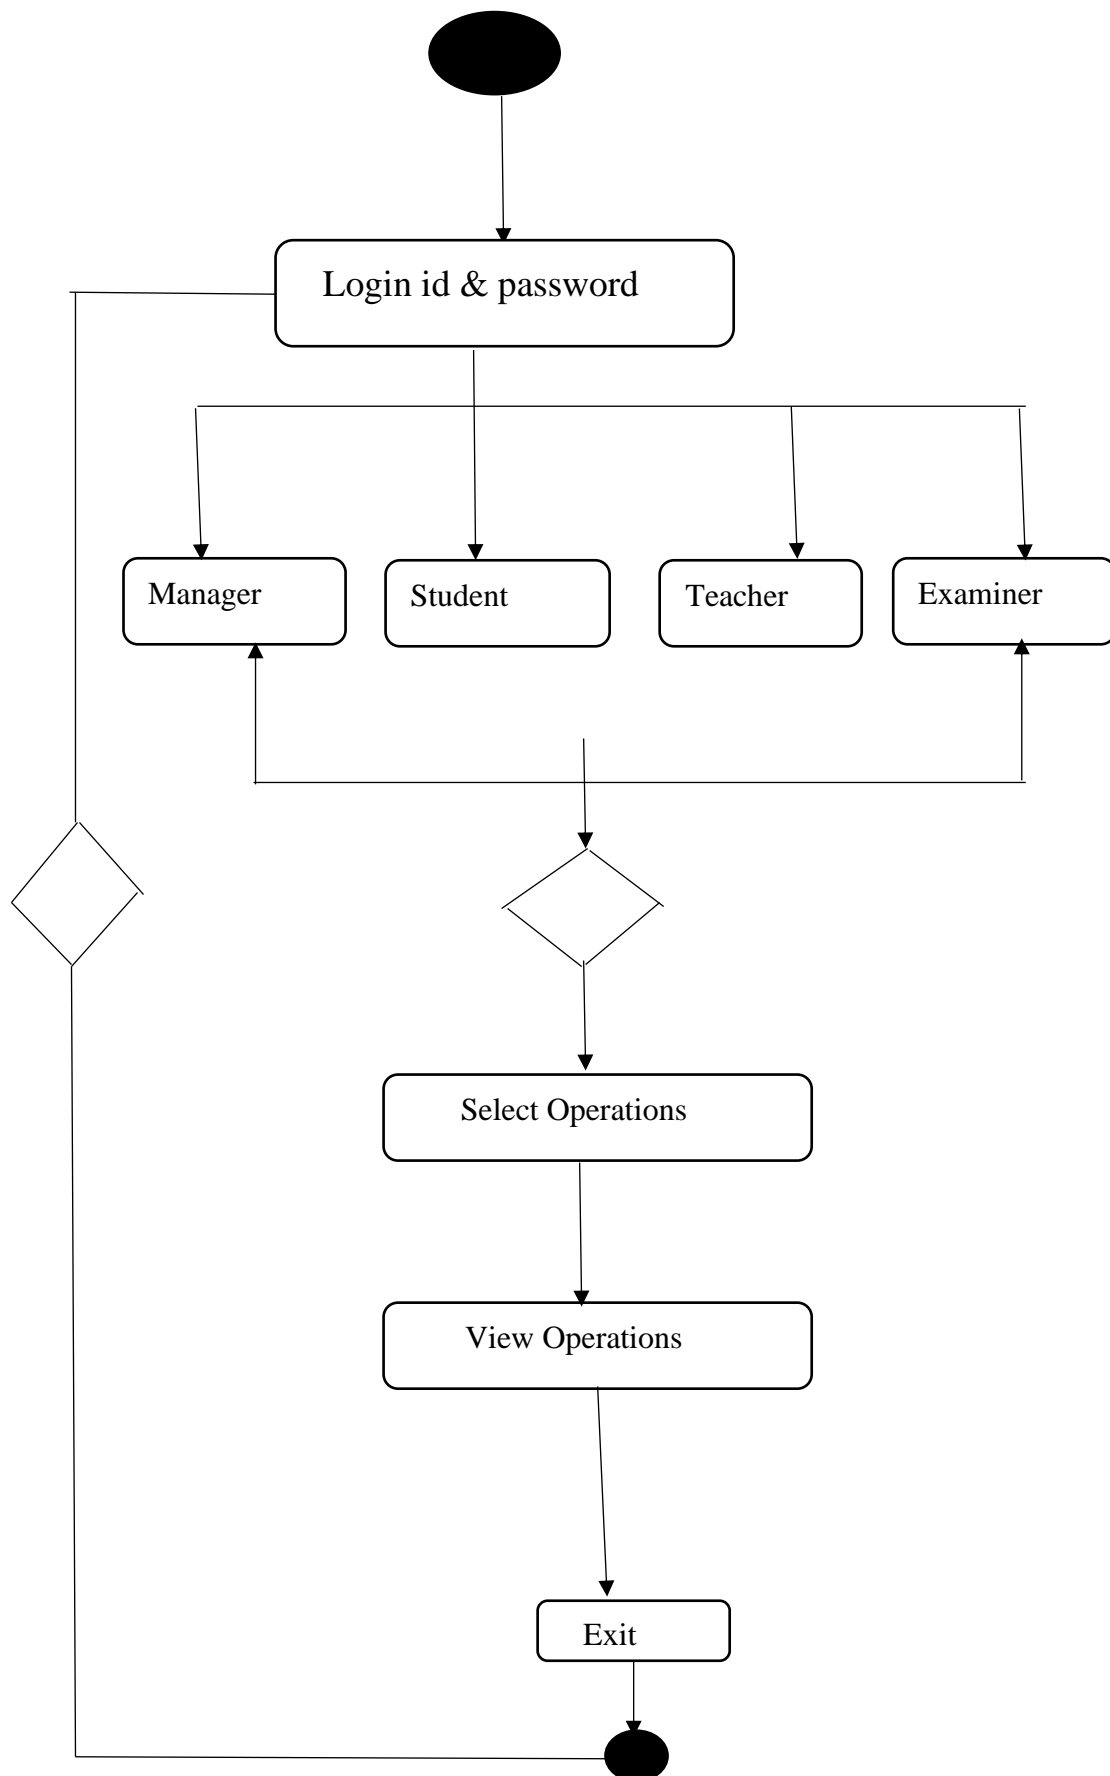 Login id & password
Manager
Student
Teacher
Examiner
Select Operations
View Operations
Exit